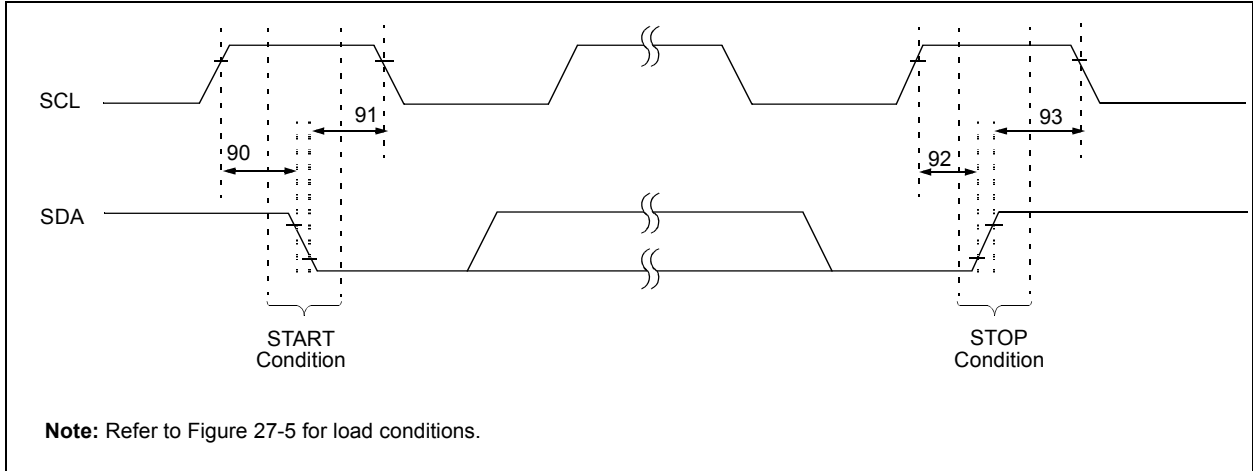 SCL
91
93
90
92
SDA
START
Condition
STOP
Condition
Note: Refer to Figure 27-5 for load conditions.